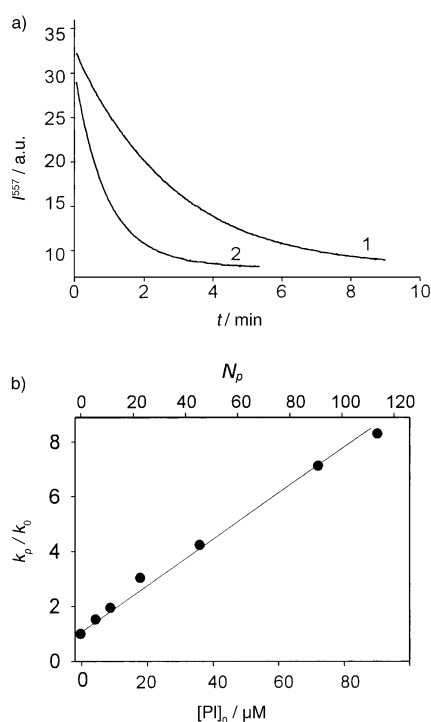 a)
35
30
25
20
15
10
I⁵⁵⁷ / a.u.
1
2
0 2 4 6 8 10
t / min
b)
Nₚ
0 20 40 60 80 100 120
8
6
4
2
0
kₚ / k₀
0 20 40 60 80
[PI]₀ / µM